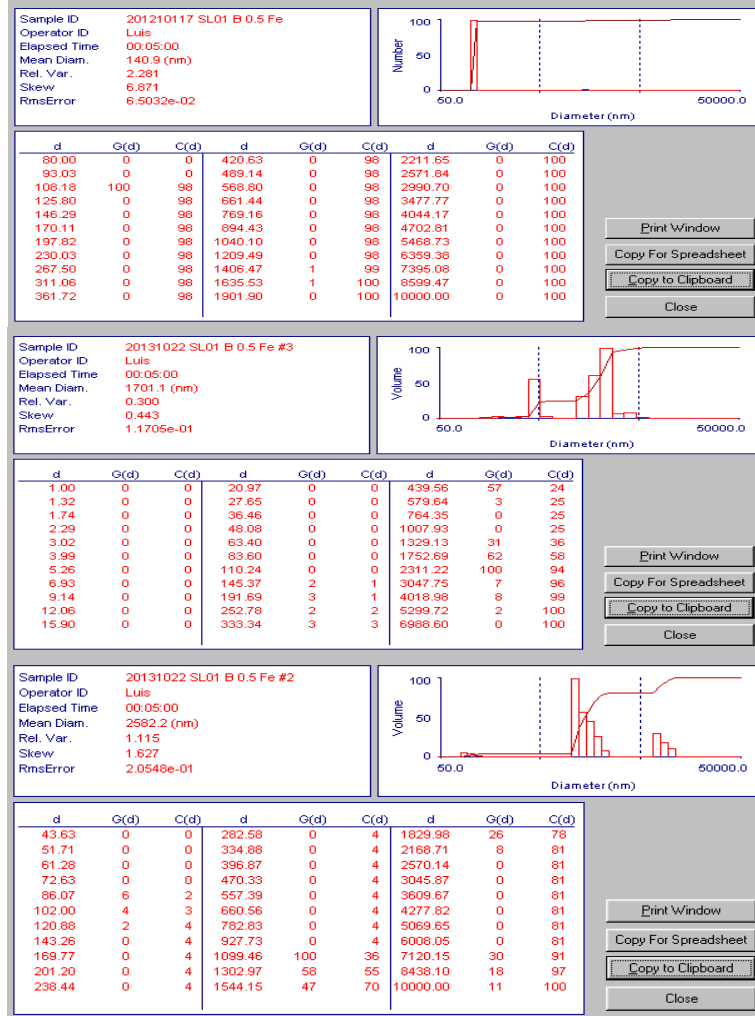 Sample ID 201210117 SL01 B 0.5 Fe
Operator ID Luis
Elapsed Time 00:05:00
Mean Diam. 140.9 (nm)
Rel. Var. 2.281
Skew 6.871
RmsError 6.5032e-02
Number
100
50
0
50.0 50000.0
Diameter (nm)
d G(d) C(d) d G(d) C(d) d G(d) C(d)
80.00 0 0 420.63 0 98 2211.65 0 100
93.03 0 0 489.14 0 98 2571.84 0 100
108.18 100 98 568.80 0 98 2990.70 0 100
125.80 0 98 661.44 0 98 3477.77 0 100
146.29 0 98 769.16 0 98 4044.17 0 100
170.11 0 98 894.43 0 98 4702.81 0 100
197.82 0 98 1040.10 0 98 5468.73 0 100
230.03 0 98 1209.49 0 98 6359.38 0 100
267.50 0 98 1406.47 1 99 7395.08 0 100
311.06 0 98 1635.53 1 100 8599.47 0 100
361.72 0 98 1901.90 0 100 10000.00 0 100
Print Window
Copy For Spreadsheet
Copy to Clipboard
Close
Sample ID 20131022 SL01 B 0.5 Fe #3
Operator ID Luis
Elapsed Time 00:05:00
Mean Diam. 1701.1 (nm)
Rel. Var. 0.300
Skew 0.443
RmsError 1.1705e-01
Volume
100
50
0
50.0 50000.0
Diameter (nm)
d G(d) C(d) d G(d) C(d) d G(d) C(d)
1.00 0 0 20.97 0 0 439.56 57 24
1.32 0 0 27.65 0 0 579.64 3 25
1.74 0 0 36.46 0 0 764.35 0 25
2.29 0 0 48.08 0 0 1007.93 0 25
3.02 0 0 63.40 0 0 1329.13 31 36
3.99 0 0 83.60 0 0 1752.69 62 58
5.26 0 0 110.24 0 0 2311.22 100 94
6.93 0 0 145.37 2 1 3047.75 7 96
9.14 0 0 191.69 3 1 4018.98 8 99
12.06 0 0 252.78 2 2 5299.72 2 100
15.90 0 0 333.34 3 3 6988.60 0 100
Print Window
Copy For Spreadsheet
Copy to Clipboard
Close
Sample ID 20131022 SL01 B 0.5 Fe #2
Operator ID Luis
Elapsed Time 00:05:00
Mean Diam. 2582.2 (nm)
Rel. Var. 1.115
Skew 1.627
RmsError 2.0548e-01
Volume
100
50
0
50.0 50000.0
Diameter (nm)
d G(d) C(d) d G(d) C(d) d G(d) C(d)
43.63 0 0 282.58 0 4 1829.98 26 78
51.71 0 0 334.88 0 4 2168.71 8 81
61.28 0 0 396.87 0 4 2570.14 0 81
72.63 0 0 470.33 0 4 3045.87 0 81
86.07 6 2 557.39 0 4 3609.67 0 81
102.00 4 3 660.56 0 4 4277.82 0 81
120.88 2 4 782.83 0 4 5069.65 0 81
143.26 0 4 927.73 0 4 6008.05 0 81
169.77 0 4 1099.46 100 36 7120.15 30 91
201.20 0 4 1302.97 58 55 8438.10 18 97
238.44 0 4 1544.15 47 70 10000.00 11 100
Print Window
Copy For Spreadsheet
Copy to Clipboard
Close